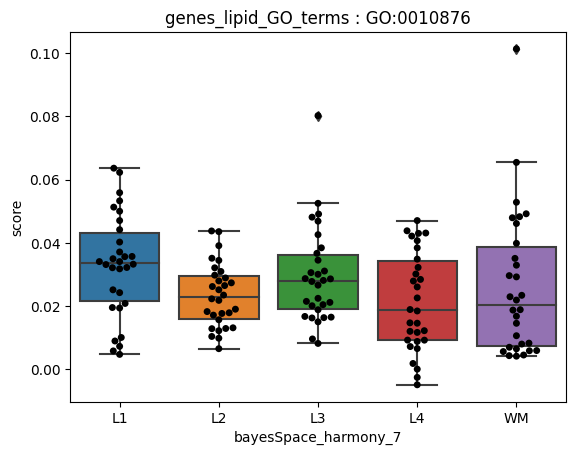 genes_lipid_GO_terms : GO:0010876
0.10
0.08
0.06
0.04
0.02
0.00
score
L1 L2 L3 L4 WM
bayesSpace_harmony_7